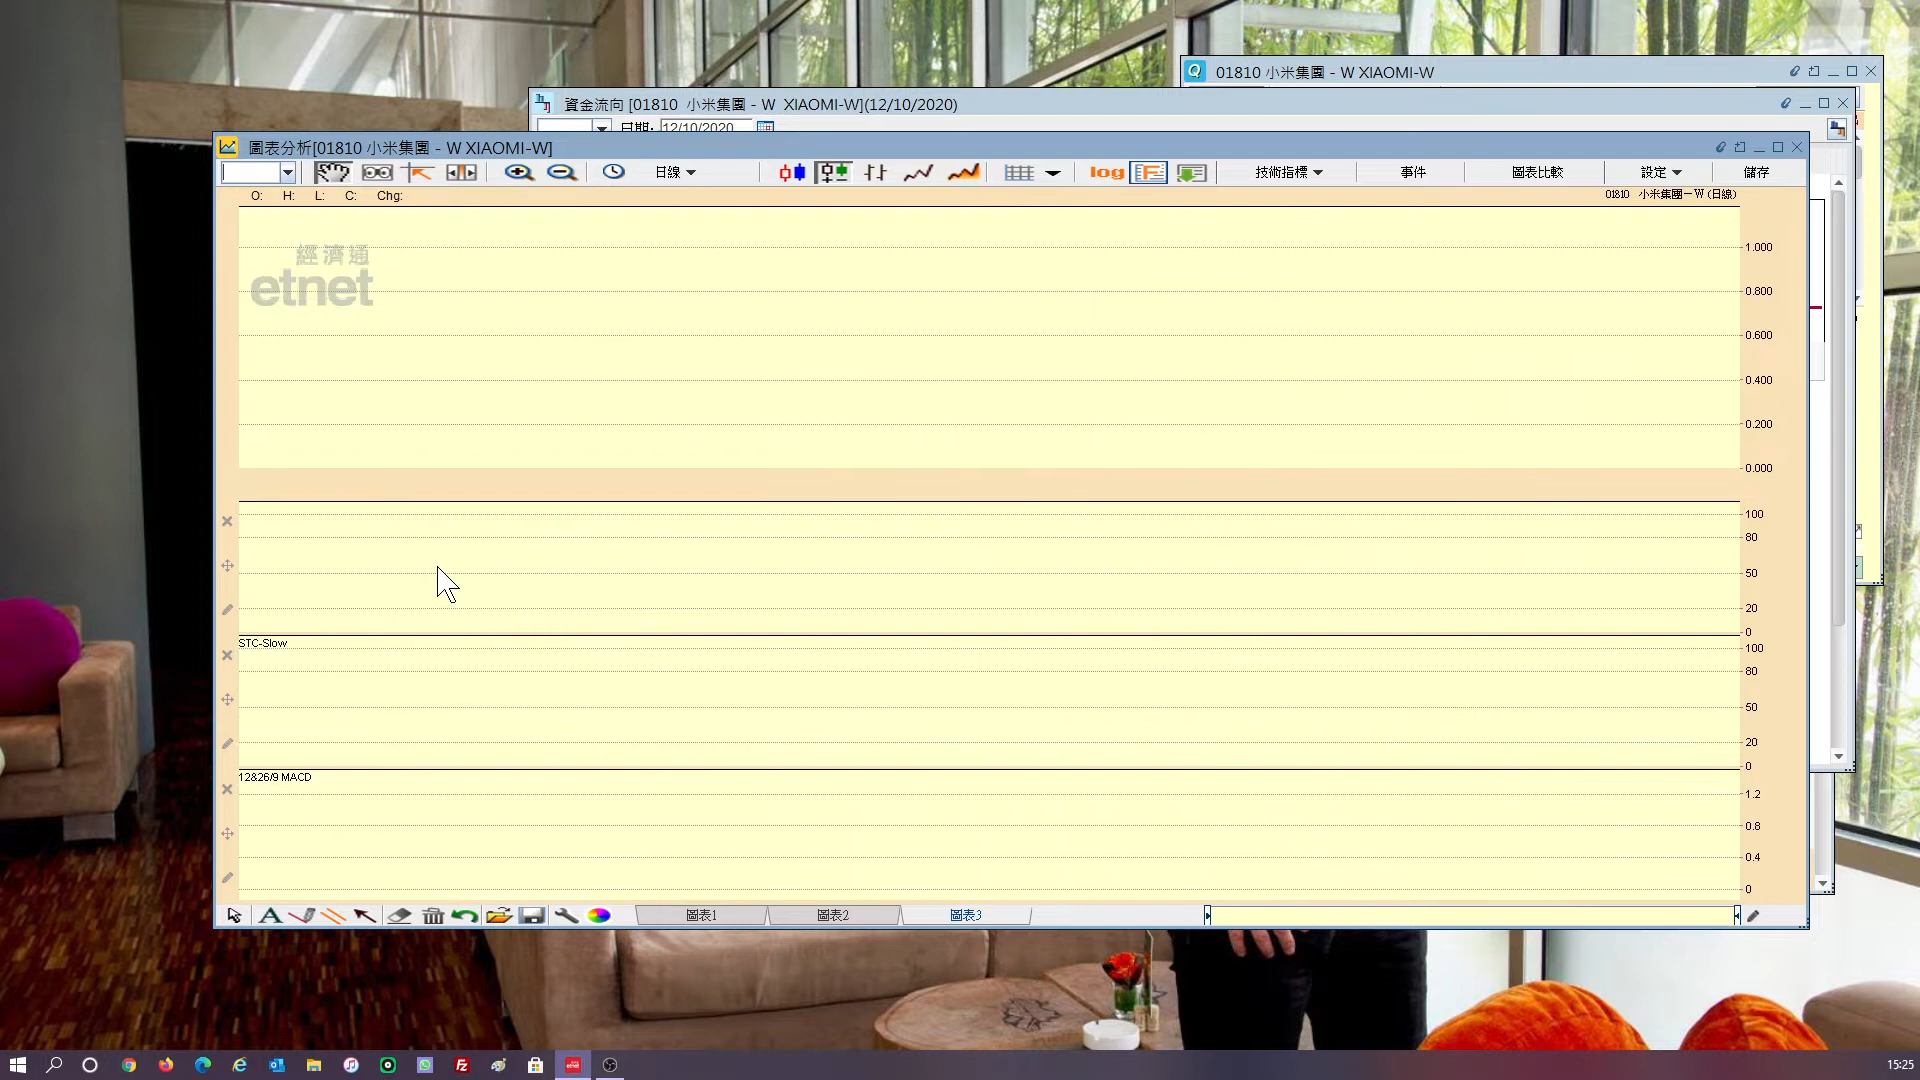 01810 小米集團 - W XIAOMI-W
資金流向 [01810 小米集團 - W XIAOMI-W](12/10/2020)
日期: 12/10/2020
圖表分析[01810 小米集團 - W XIAOMI-W]
日線 log 技術指標 事件 圖表比較 設定 儲存
O: H: L: C: Chg:
01810 小米集團－W (日線)
經濟通
etnet
1.000
0.800
0.600
0.400
0.200
0.000
100
80
50
20
0
STC-Slow
100
80
50
20
0
12&26/9 MACD
1.2
0.8
0.4
0
圖表1 圖表2 圖表3
15:25